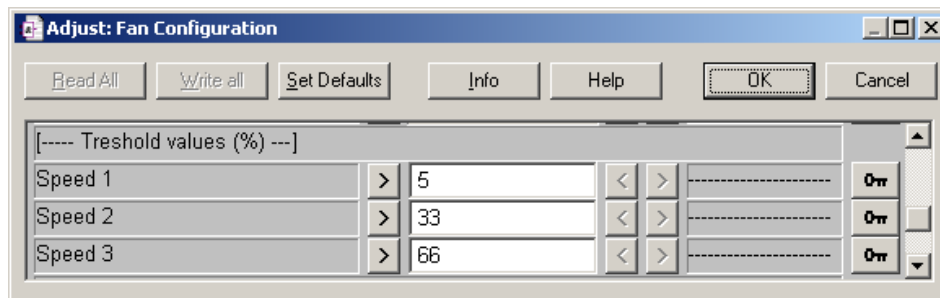 Adjust: Fan Configuration
Read All Write all Set Defaults Info Help OK Cancel
[----- Treshold values (%) ---]
Speed 1 > 5 < > ----------------------
Speed 2 > 33 < > ----------------------
Speed 3 > 66 < > ----------------------